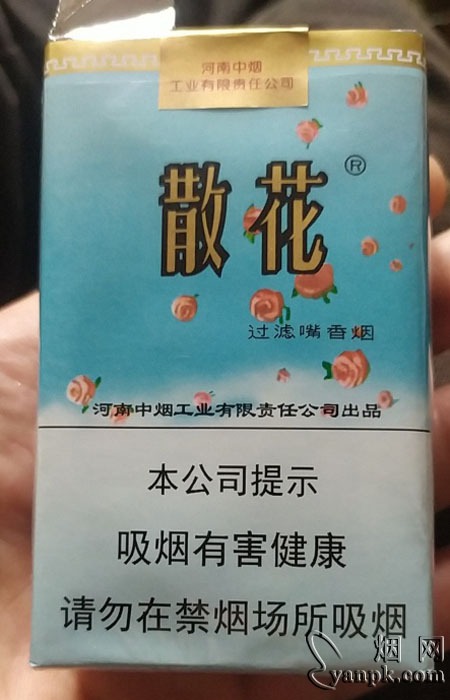 河南中烟
工业有限责任公司
散花®
过滤嘴香烟
河南中烟工业有限责任公司出品
本公司提示
吸烟有害健康
请勿在禁烟场所吸烟
烟网
yanpk.com